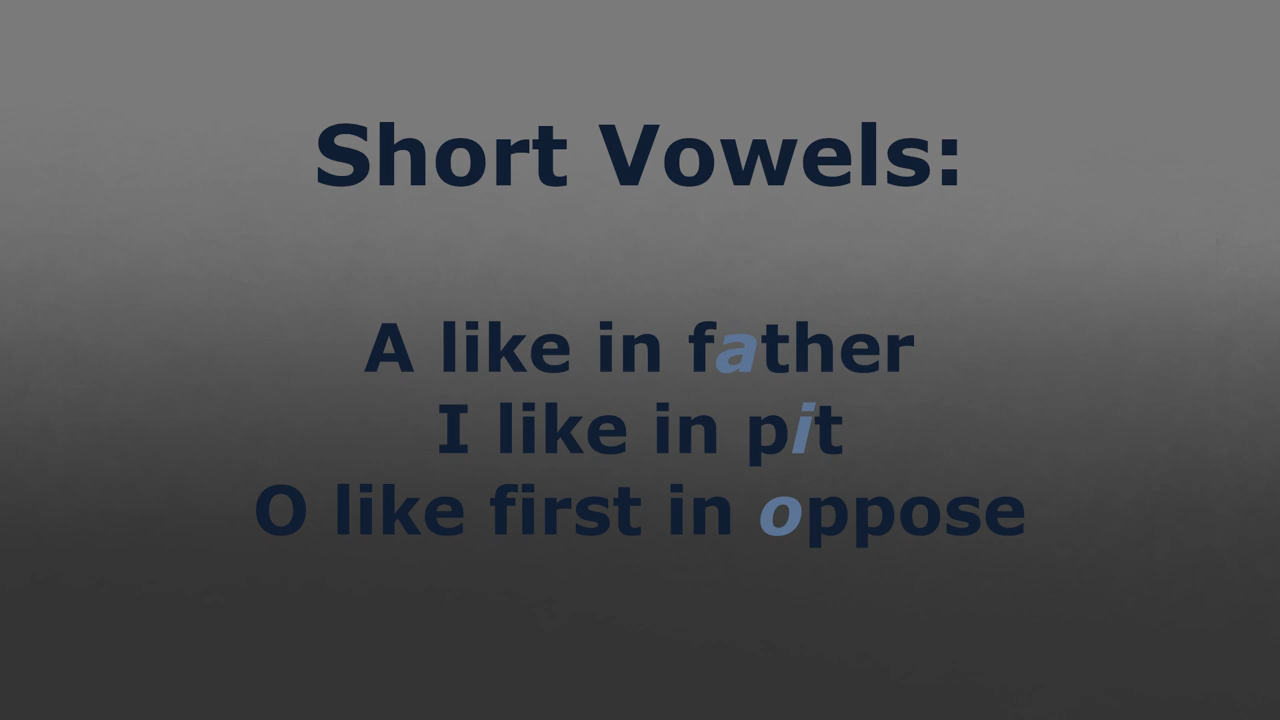 Short Vowels:
A like in father
I like in pit
O like first in oppose